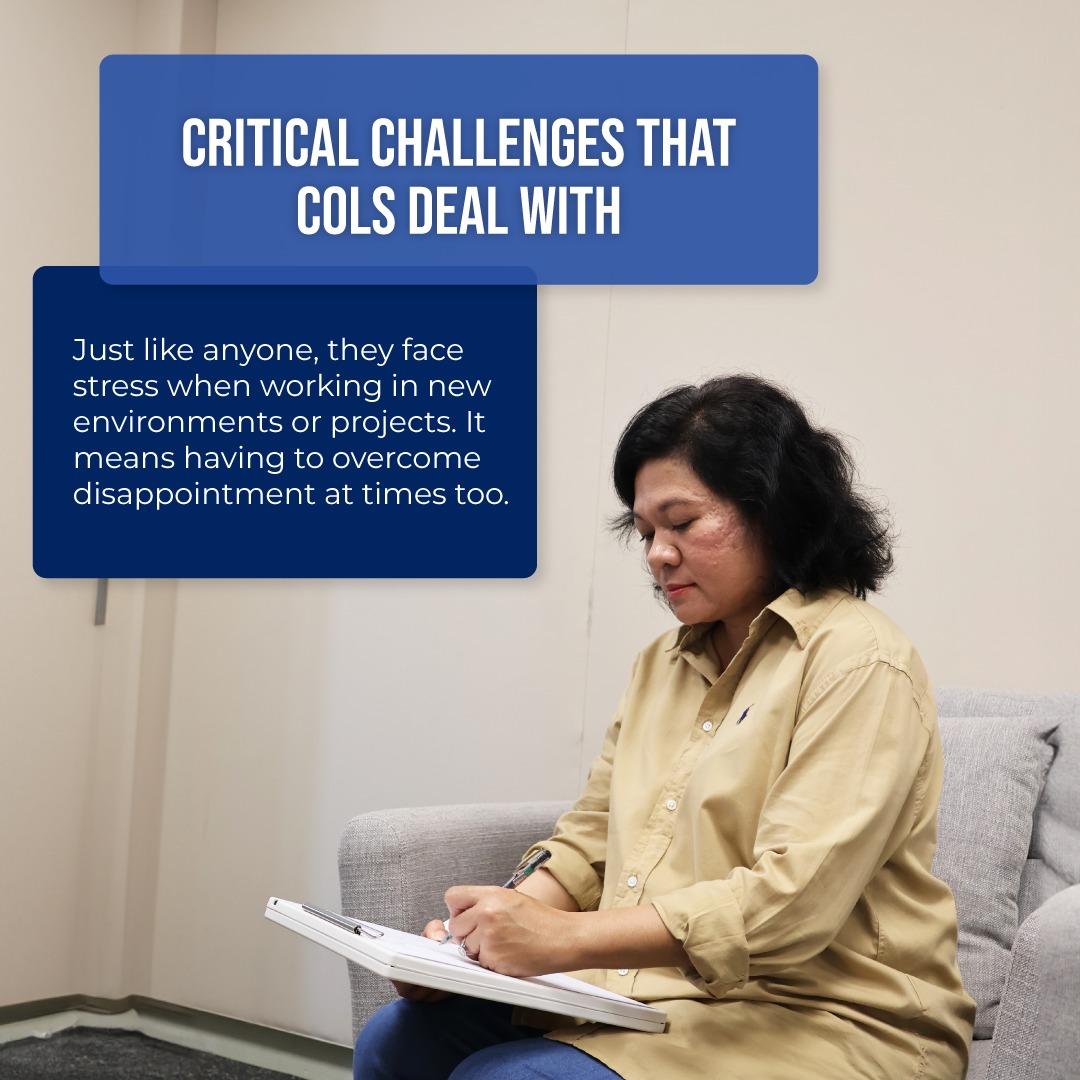 CRITICAL CHALLENGES THAT
COLS DEAL WITH
Just like anyone, they face
stress when working in new
environments or projects. It
means having to overcome
disappointment at times too.